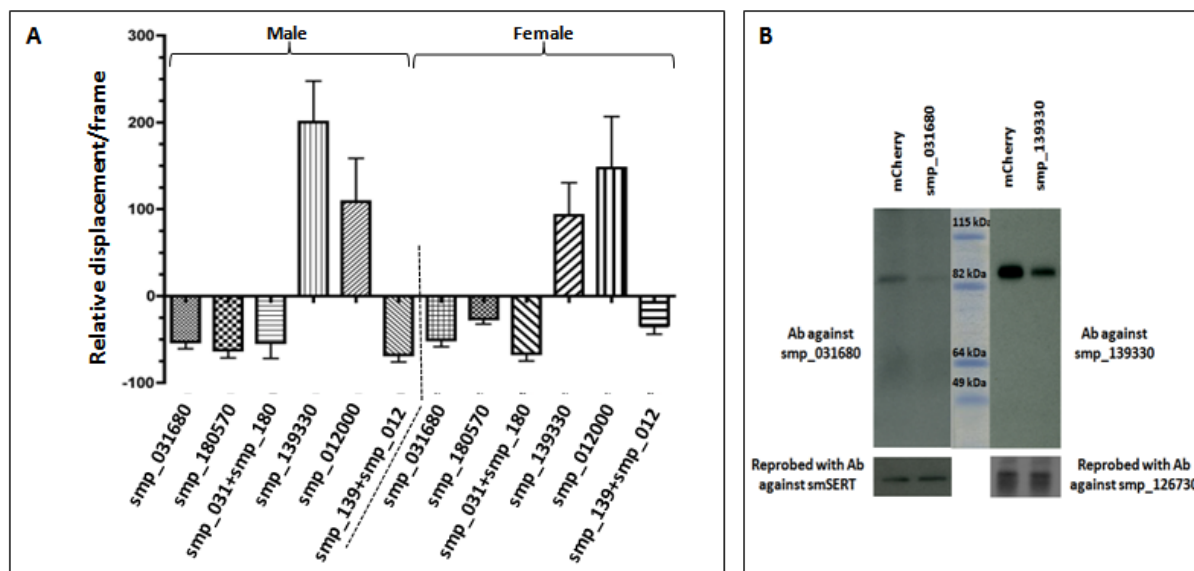 A
Male
Female
Relative displacement/frame
300
200
100
0
-100
smp_031680
smp_180570
smp_031+smp_180
smp_139330
smp_012000
smp_139+smp_012
smp_031680
smp_180570
smp_031+smp_180
smp_139330
smp_012000
smp_139+smp_012
B
mCherry
smp_031680
mCherry
smp_139330
115 kDa
82 kDa
64 kDa
49 kDa
Ab against
smp_031680
Ab against
smp_139330
Reprobed with Ab
against smSERT
Reprobed with Ab
against smp_126730